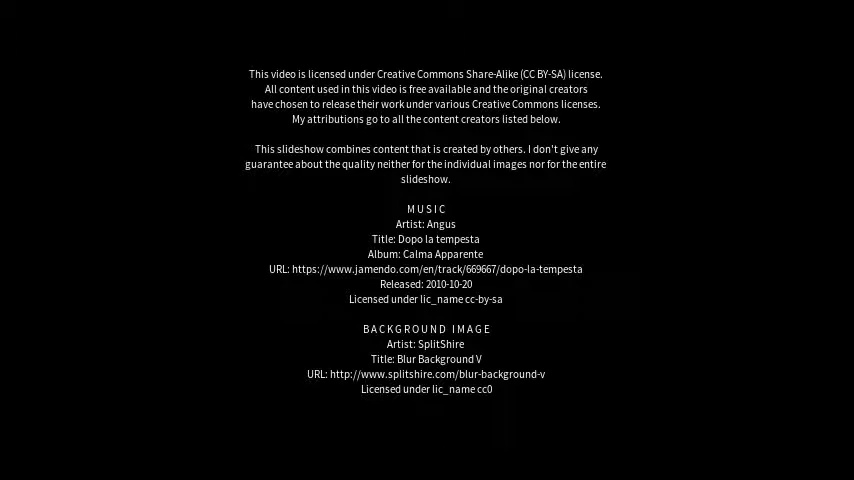 This video is licensed under Creative Commons Share-Alike (CC BY-SA) license.
All content used in this video is free available and the original creators
have chosen to release their work under various Creative Commons licenses.
My attributions go to all the content creators listed below.
This slideshow combines content that is created by others. I don't give any
guarantee about the quality neither for the individual images nor for the entire
slideshow.
MUSIC
Artist: Angus
Title: Dopo la tempesta
Album: Calma Apparente
URL: https://www.jamendo.com/en/track/669667/dopo-la-tempesta
Released: 2010-10-20
Licensed under lic_name cc-by-sa
BACKGROUND IMAGE
Artist: SplitShire
Title: Blur Background V
URL: http://www.splitshire.com/blur-background-v
Licensed under lic_name cc0